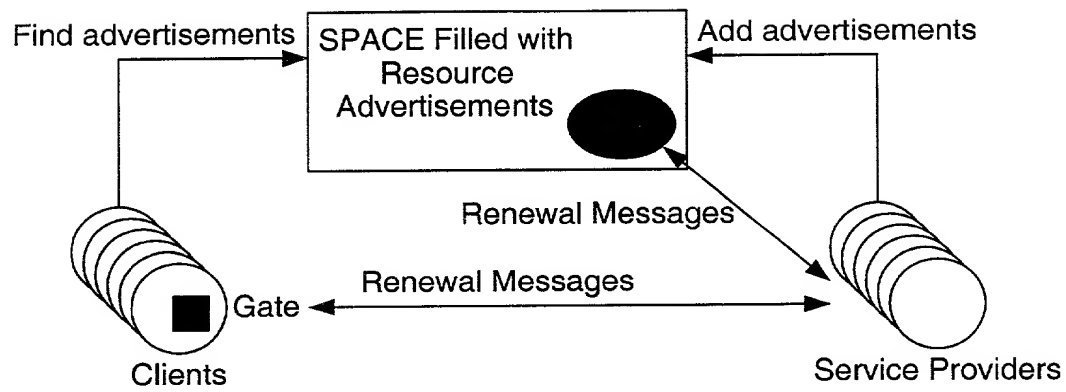 Find advertisements
SPACE Filled with
Resource
Advertisements
Add advertisements
Renewal Messages
Renewal Messages
Gate
Clients
Service Providers